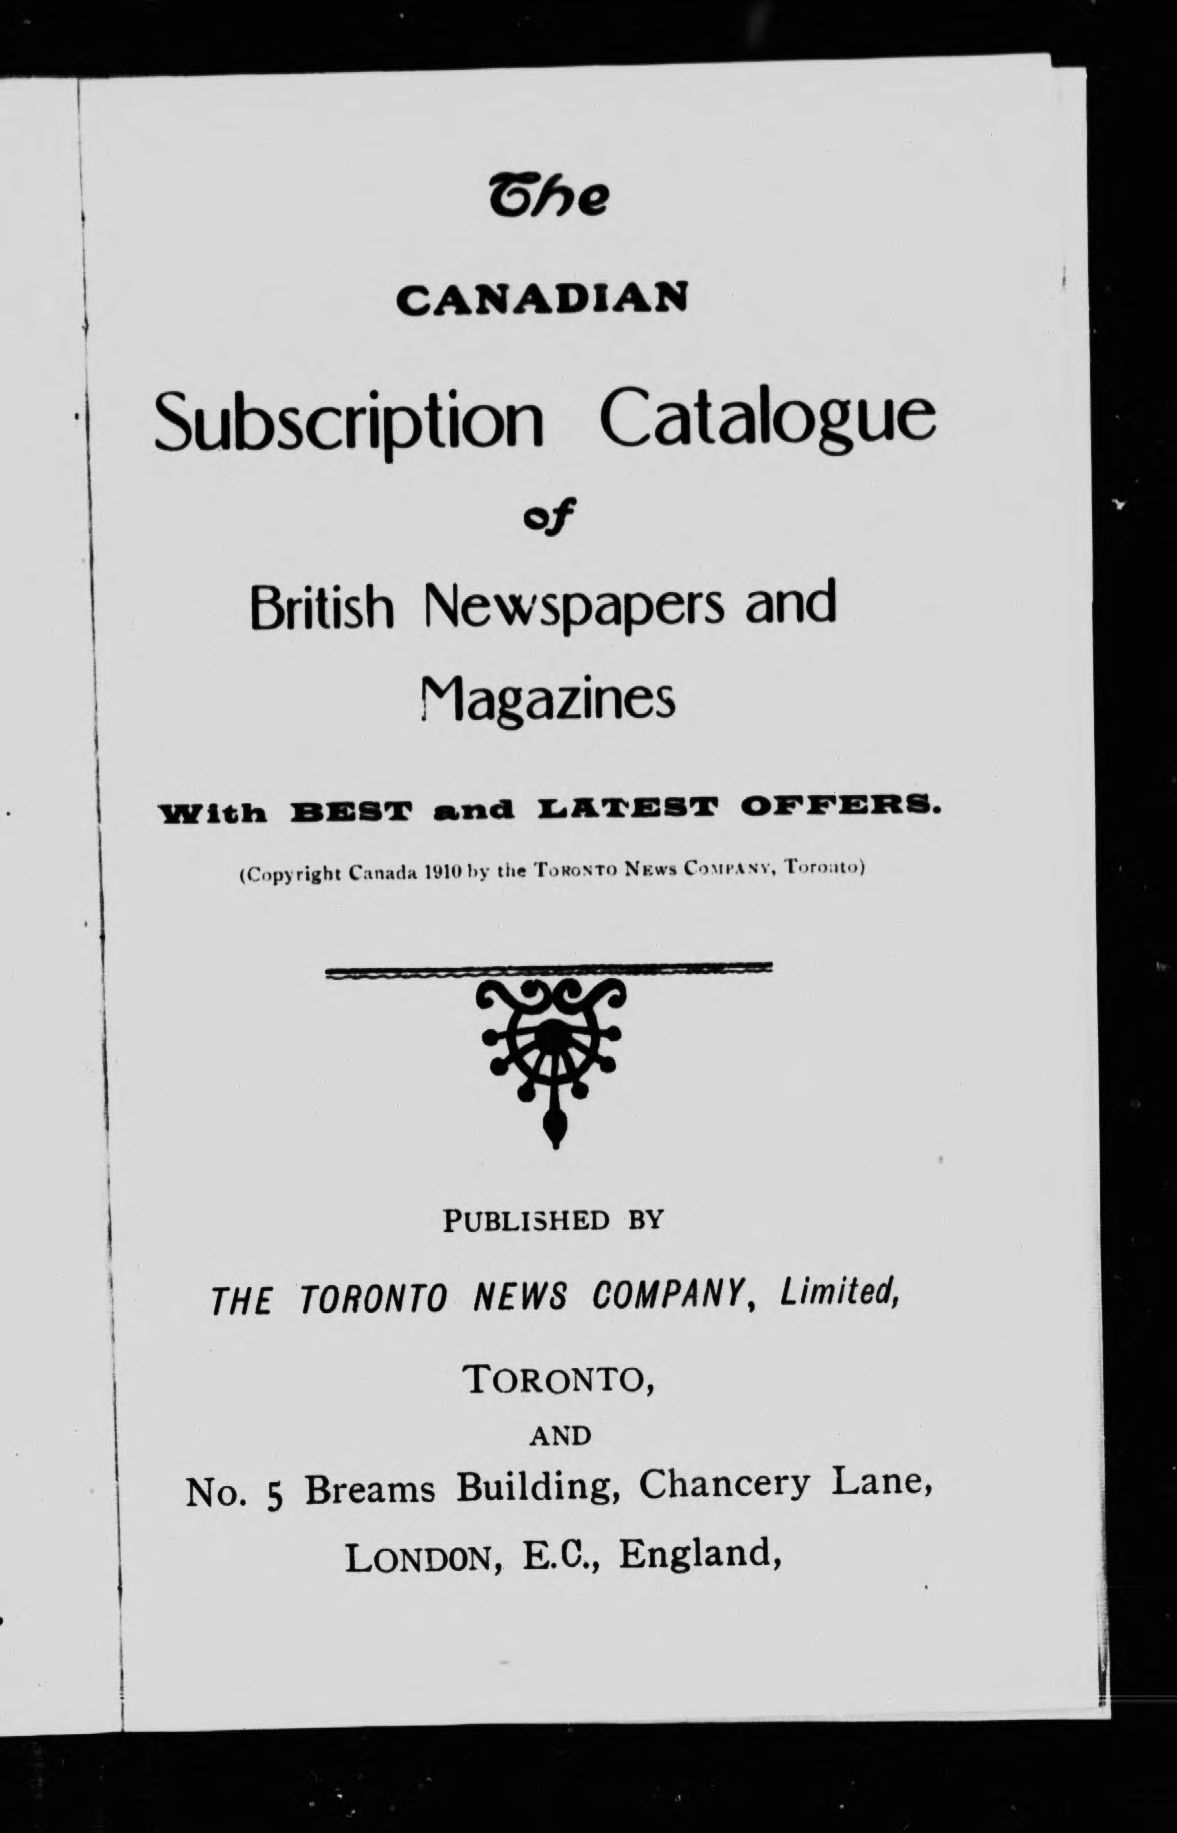 The
CANADIAN
Subscription Catalogue
of
British Newspapers and
Magazines
With BEST and LATEST OFFERS.
(Copyright Canada 1910 by the TORONTO NEWS COMPANY, Toronto)
PUBLISHED BY
THE TORONTO NEWS COMPANY, Limited,
TORONTO,
AND
No. 5 Breams Building, Chancery Lane,
LONDON, E.C., England,